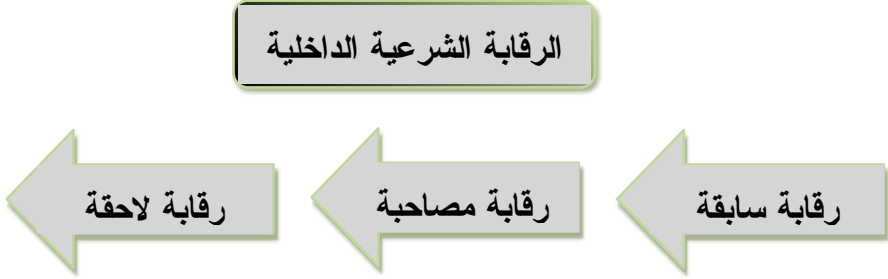 الرقابة الشرعية الداخلية
رقابة سابقة
رقابة مصاحبة
رقابة لاحقة